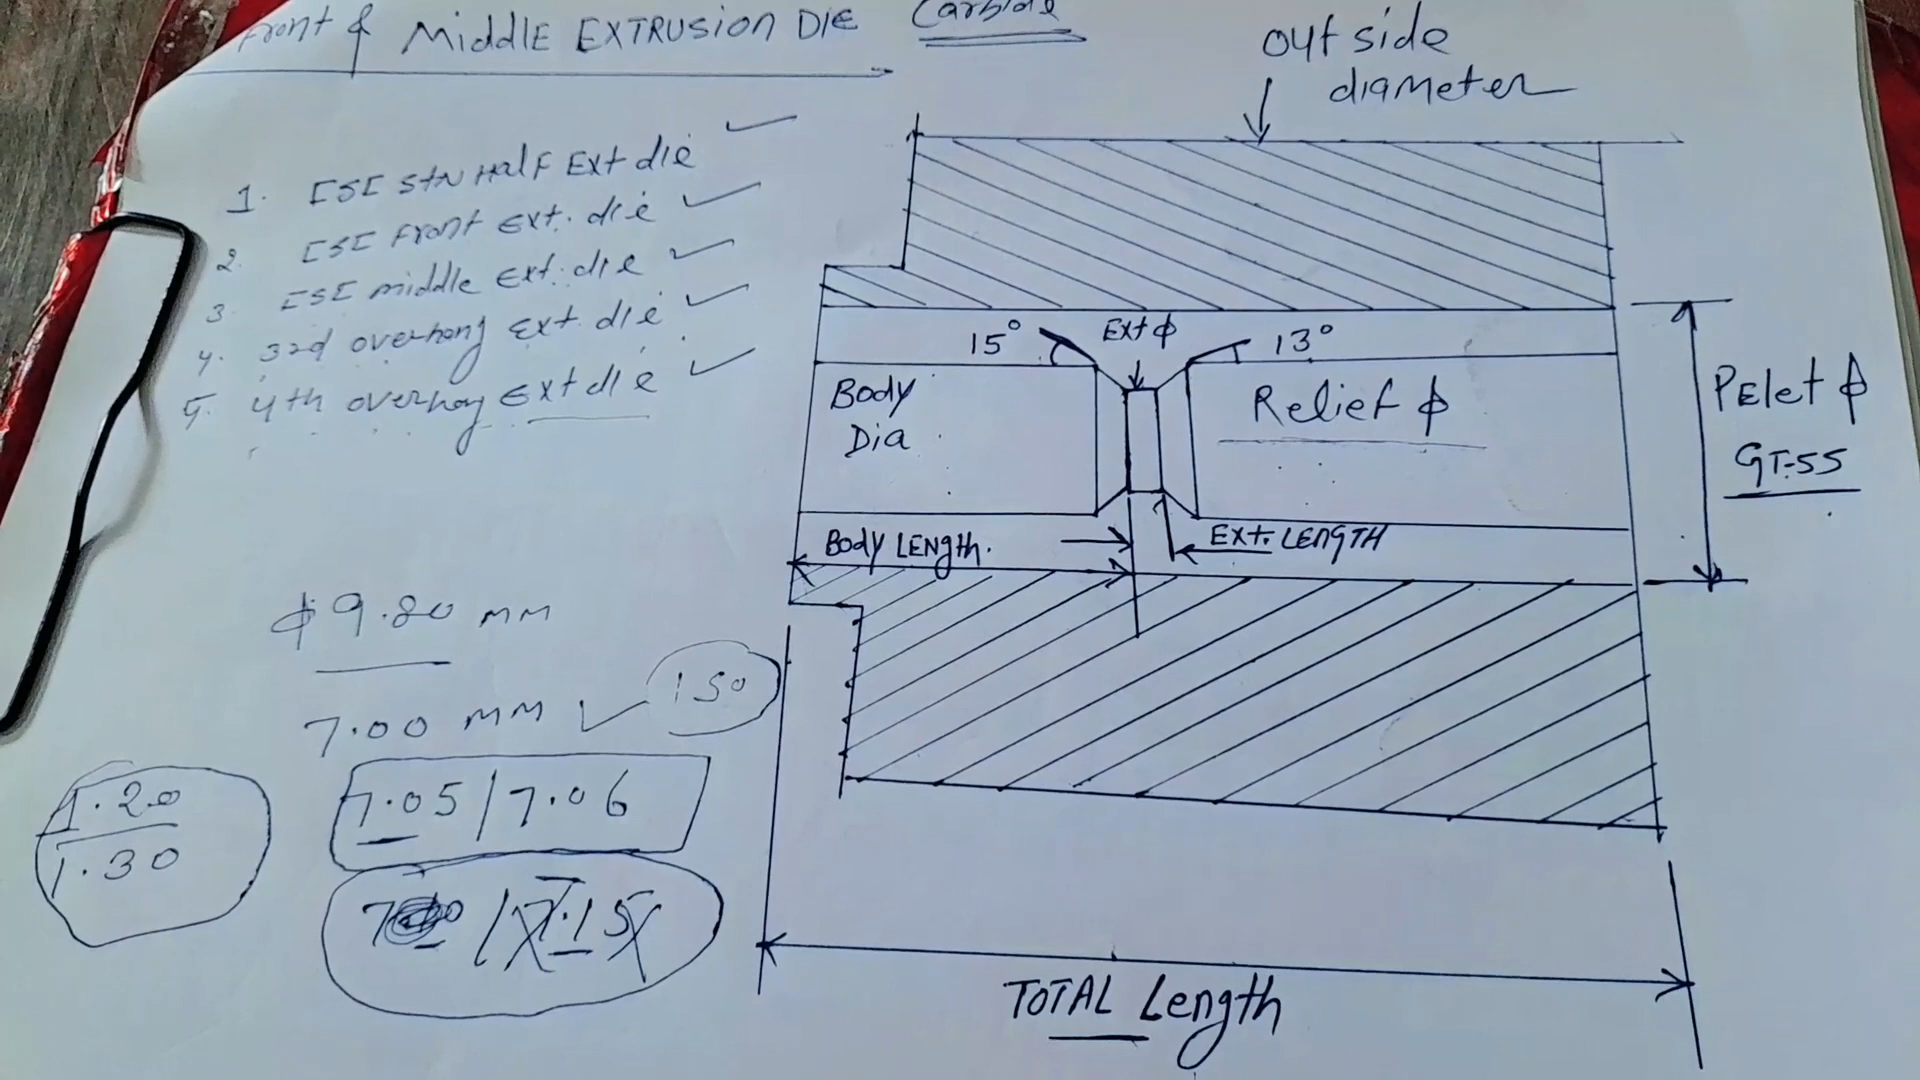 Front & MIDDLE EXTRUSION DIE Carbide
1. ESE STN HALF Ext die
2. ESE Front Ext. die
3. ESE middle Ext. die
4. 3rd overhang Ext. die
5. 4th overhang Ext die
ϕ 9.80 MM
7.00 MM
150
7.05/7.06
1.20
1.30
7.15
out side
diameter
15°
Ext ϕ
13°
Body
Dia
Relief ϕ
PElet ϕ
GT-55
Body LENgth.
Ext. LENGTH
TOTAL Length